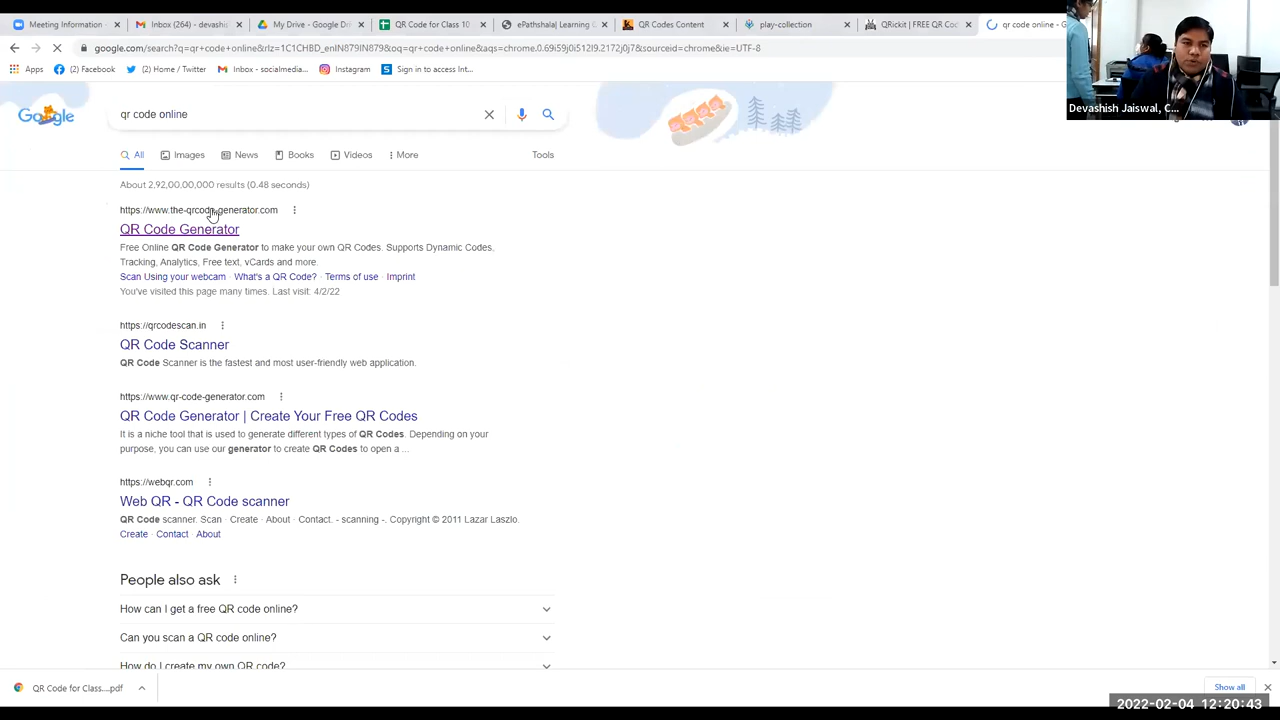 Meeting Information -
Inbox (264) - devashis
My Drive - Google Dri
QR Code for Class 10
ePathshala| Learning C
QR Codes Content
play-collection
QRickit | FREE QR Co
qr code online - G
google.com/search?q=qr+code+online&rlz=1C1CHBD_enIN879IN879&oq=qr+code+online&aqs=chrome.0.69i59j0i512l9.2172j0j7&sourceid=chrome&ie=UTF-8
Apps
(2) Facebook
(2) Home / Twitter
Inbox - socialmedia...
Instagram
Sign in to access Int...
Devashish Jaiswal, C...
Google
qr code online
All
Images
News
Books
Videos
More
Tools
About 2,92,00,00,000 results (0.48 seconds)
https://www.the-qrcode-generator.com
QR Code Generator
Free Online QR Code Generator to make your own QR Codes. Supports Dynamic Codes.
Tracking, Analytics, Free text, vCards and more.
Scan Using your webcam · What's a QR Code? · Terms of use · Imprint
You've visited this page many times. Last visit: 4/2/22
https://qrcodescan.in
QR Code Scanner
QR Code Scanner is the fastest and most user-friendly web application.
https://www.qr-code-generator.com
QR Code Generator | Create Your Free QR Codes
It is a niche tool that is used to generate different types of QR Codes. Depending on your
purpose, you can use our generator to create QR Codes to open a ...
https://webqr.com
Web QR - QR Code scanner
QR Code scanner. Scan · Create · About · Contact. - scanning -. Copyright © 2011 Lazar Laszlo.
Create · Contact · About
People also ask
How can I get a free QR code online?
Can you scan a QR code online?
How do I create my own QR code?
QR Code for Class....pdf
Show all
2022-02-04 12:20:43